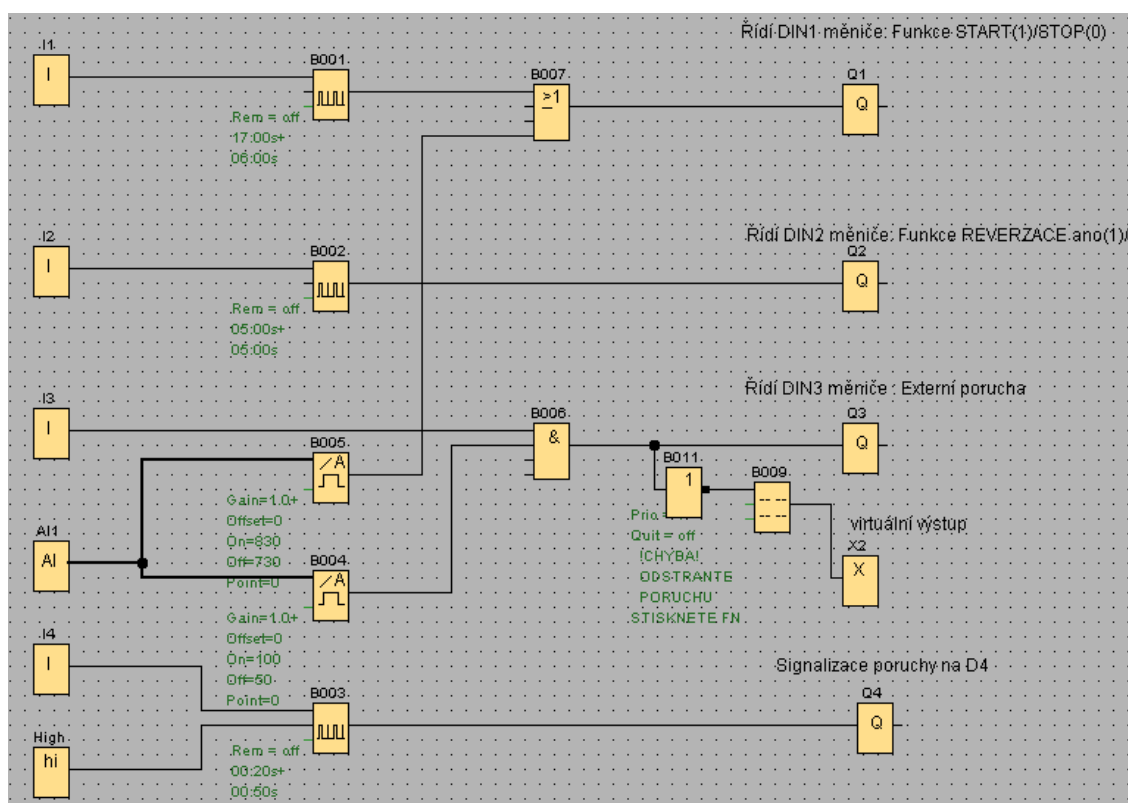 Řídí DIN1 měniče: Funkce START(1)/STOP(0)
I1
I
B001
Rem = off
17:00s+
06:00s
B007
>1
Q1
Q
Řídí DIN2 měniče: Funkce REVERZACE ano(1)/
I2
I
B002
Rem = off
05:00s+
05:00s
Q2
Q
Řídí DIN3 měniče : Externí porucha
I3
I
B006
&
Q3
Q
B005
/A
Gain=1.0+
Offset=0
On=830
Off=730
Point=0
B011
1
B009
Prio =
Quit = off
!CHYBA!
ODSTRANTE
PORUCHU
STISKNETE FN
virtuální výstup
X2
X
AI1
AI
B004
/A
Gain=1.0+
Offset=0
On=100
Off=50
Point=0
Signalizace poruchy na D4
I4
I
B003
Rem = off
00:20s+
00:50s
Q4
Q
High
hi